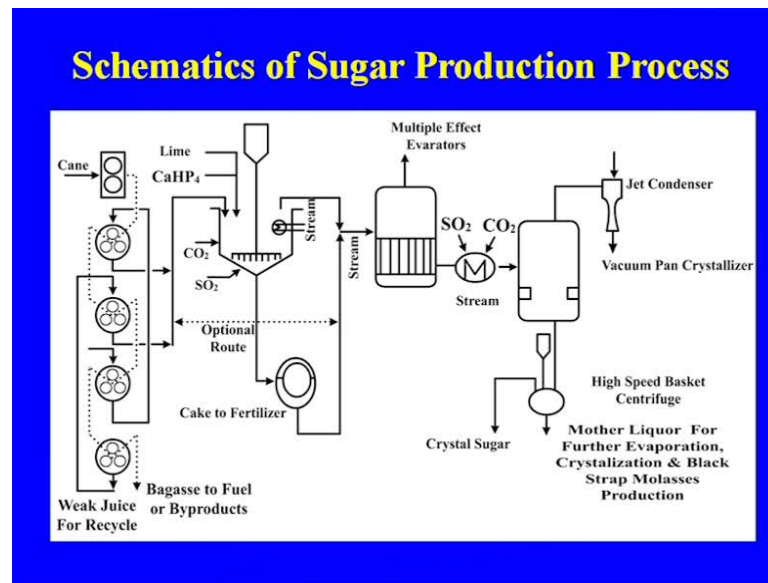 Schematics of Sugar Production Process
Cane
Lime
CaHP₄
CO₂
SO₂
Stream
Stream
Optional
Route
Cake to Fertilizer
Weak Juice
For Recycle
Bagasse to Fuel
or Byproducts
Multiple Effect
Evarators
SO₂ CO₂
Stream
Jet Condenser
Vacuum Pan Crystallizer
High Speed Basket
Centrifuge
Crystal Sugar
Mother Liquor For
Further Evaporation,
Crystalization & Black
Strap Molasses
Production